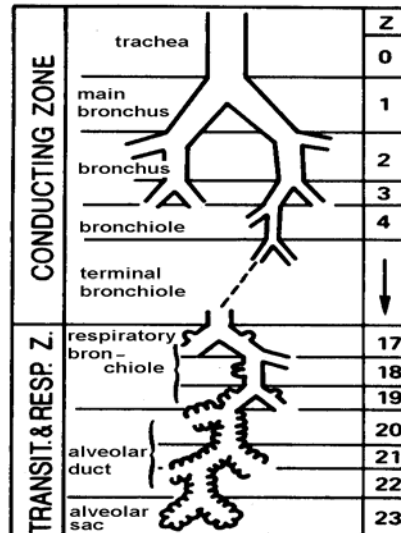 Z
trachea
0
main
bronchus
1
bronchus
2
3
bronchiole
4
terminal
bronchiole
CONDUCTING ZONE
respiratory
bron-
chiole
17
18
19
alveolar
duct
20
21
22
alveolar
sac
23
TRANSIT.& RESP. Z.